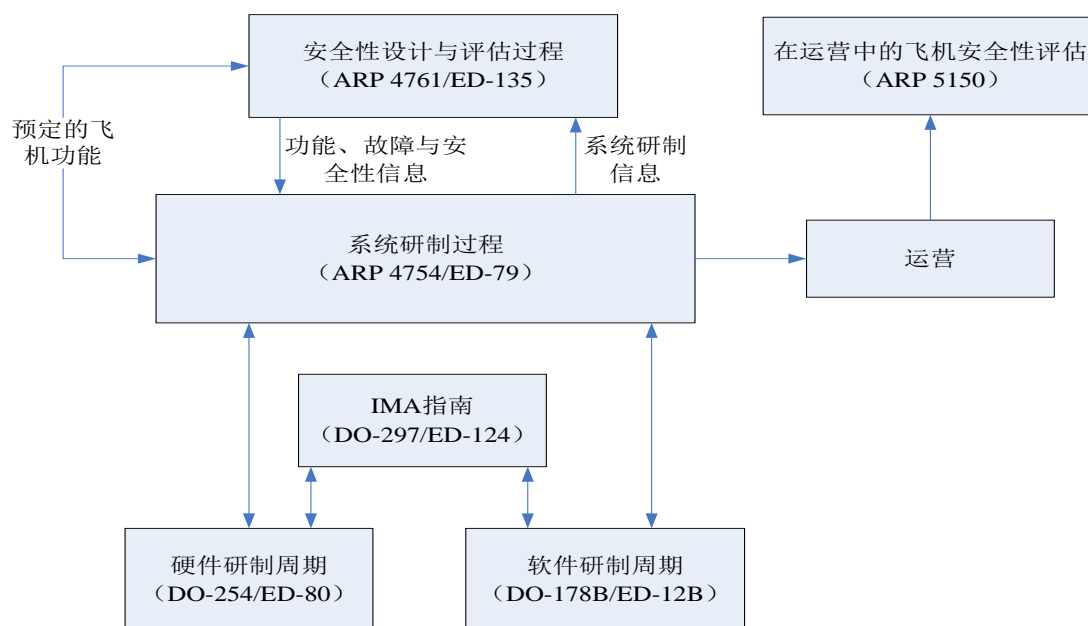 安全性设计与评估过程
（ARP 4761/ED-135）
在运营中的飞机安全性评估
（ARP 5150）
预定的飞
机功能
功能、故障与安
全性信息
系统研制
信息
系统研制过程
（ARP 4754/ED-79）
运营
IMA指南
（DO-297/ED-124）
硬件研制周期
（DO-254/ED-80）
软件研制周期
（DO-178B/ED-12B）